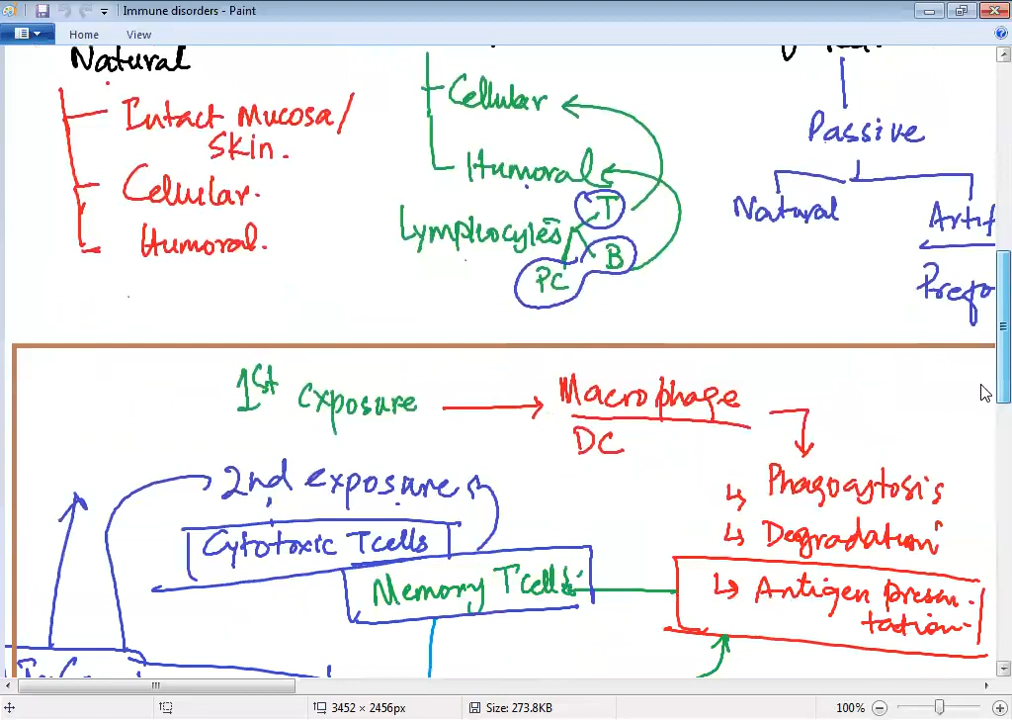 Immune disorders - Paint
Home View
Natural
Intact Mucosa/
Skin.
Cellular.
Humoral.
Cellular
Humoral
Lymphocytes
T
B
PC
Passive
Natural
Artif
Prefo
1st exposure
Macrophage
DC
Phagocytosis
Degradation
Antigen presen-
tation-
2nd exposure
Cytotoxic T cells
Memory T cells
3452 × 2456px
Size: 273.8KB
100%